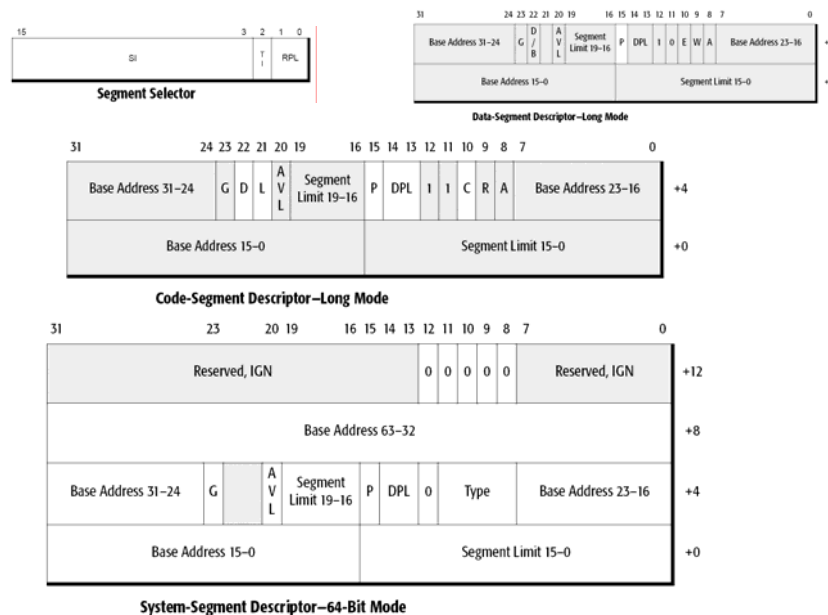 15 3 2 1 0
SI T I RPL
Segment Selector
31 24 23 22 21 20 19 16 15 14 13 12 11 10 9 8 7 0
Base Address 31–24 G D / B A V L Segment Limit 19–16 P DPL 1 0 E W A Base Address 23–16 +
Base Address 15–0 Segment Limit 15–0 +
Data-Segment Descriptor–Long Mode
31 24 23 22 21 20 19 16 15 14 13 12 11 10 9 8 7 0
Base Address 31–24 G D L A V L Segment Limit 19–16 P DPL 1 1 C R A Base Address 23–16 +4
Base Address 15–0 Segment Limit 15–0 +0
Code-Segment Descriptor–Long Mode
31 23 20 19 16 15 14 13 12 11 10 9 8 7 0
Reserved, IGN 0 0 0 0 0 Reserved, IGN +12
Base Address 63–32 +8
Base Address 31–24 G A V L Segment Limit 19–16 P DPL 0 Type Base Address 23–16 +4
Base Address 15–0 Segment Limit 15–0 +0
System-Segment Descriptor–64-Bit Mode